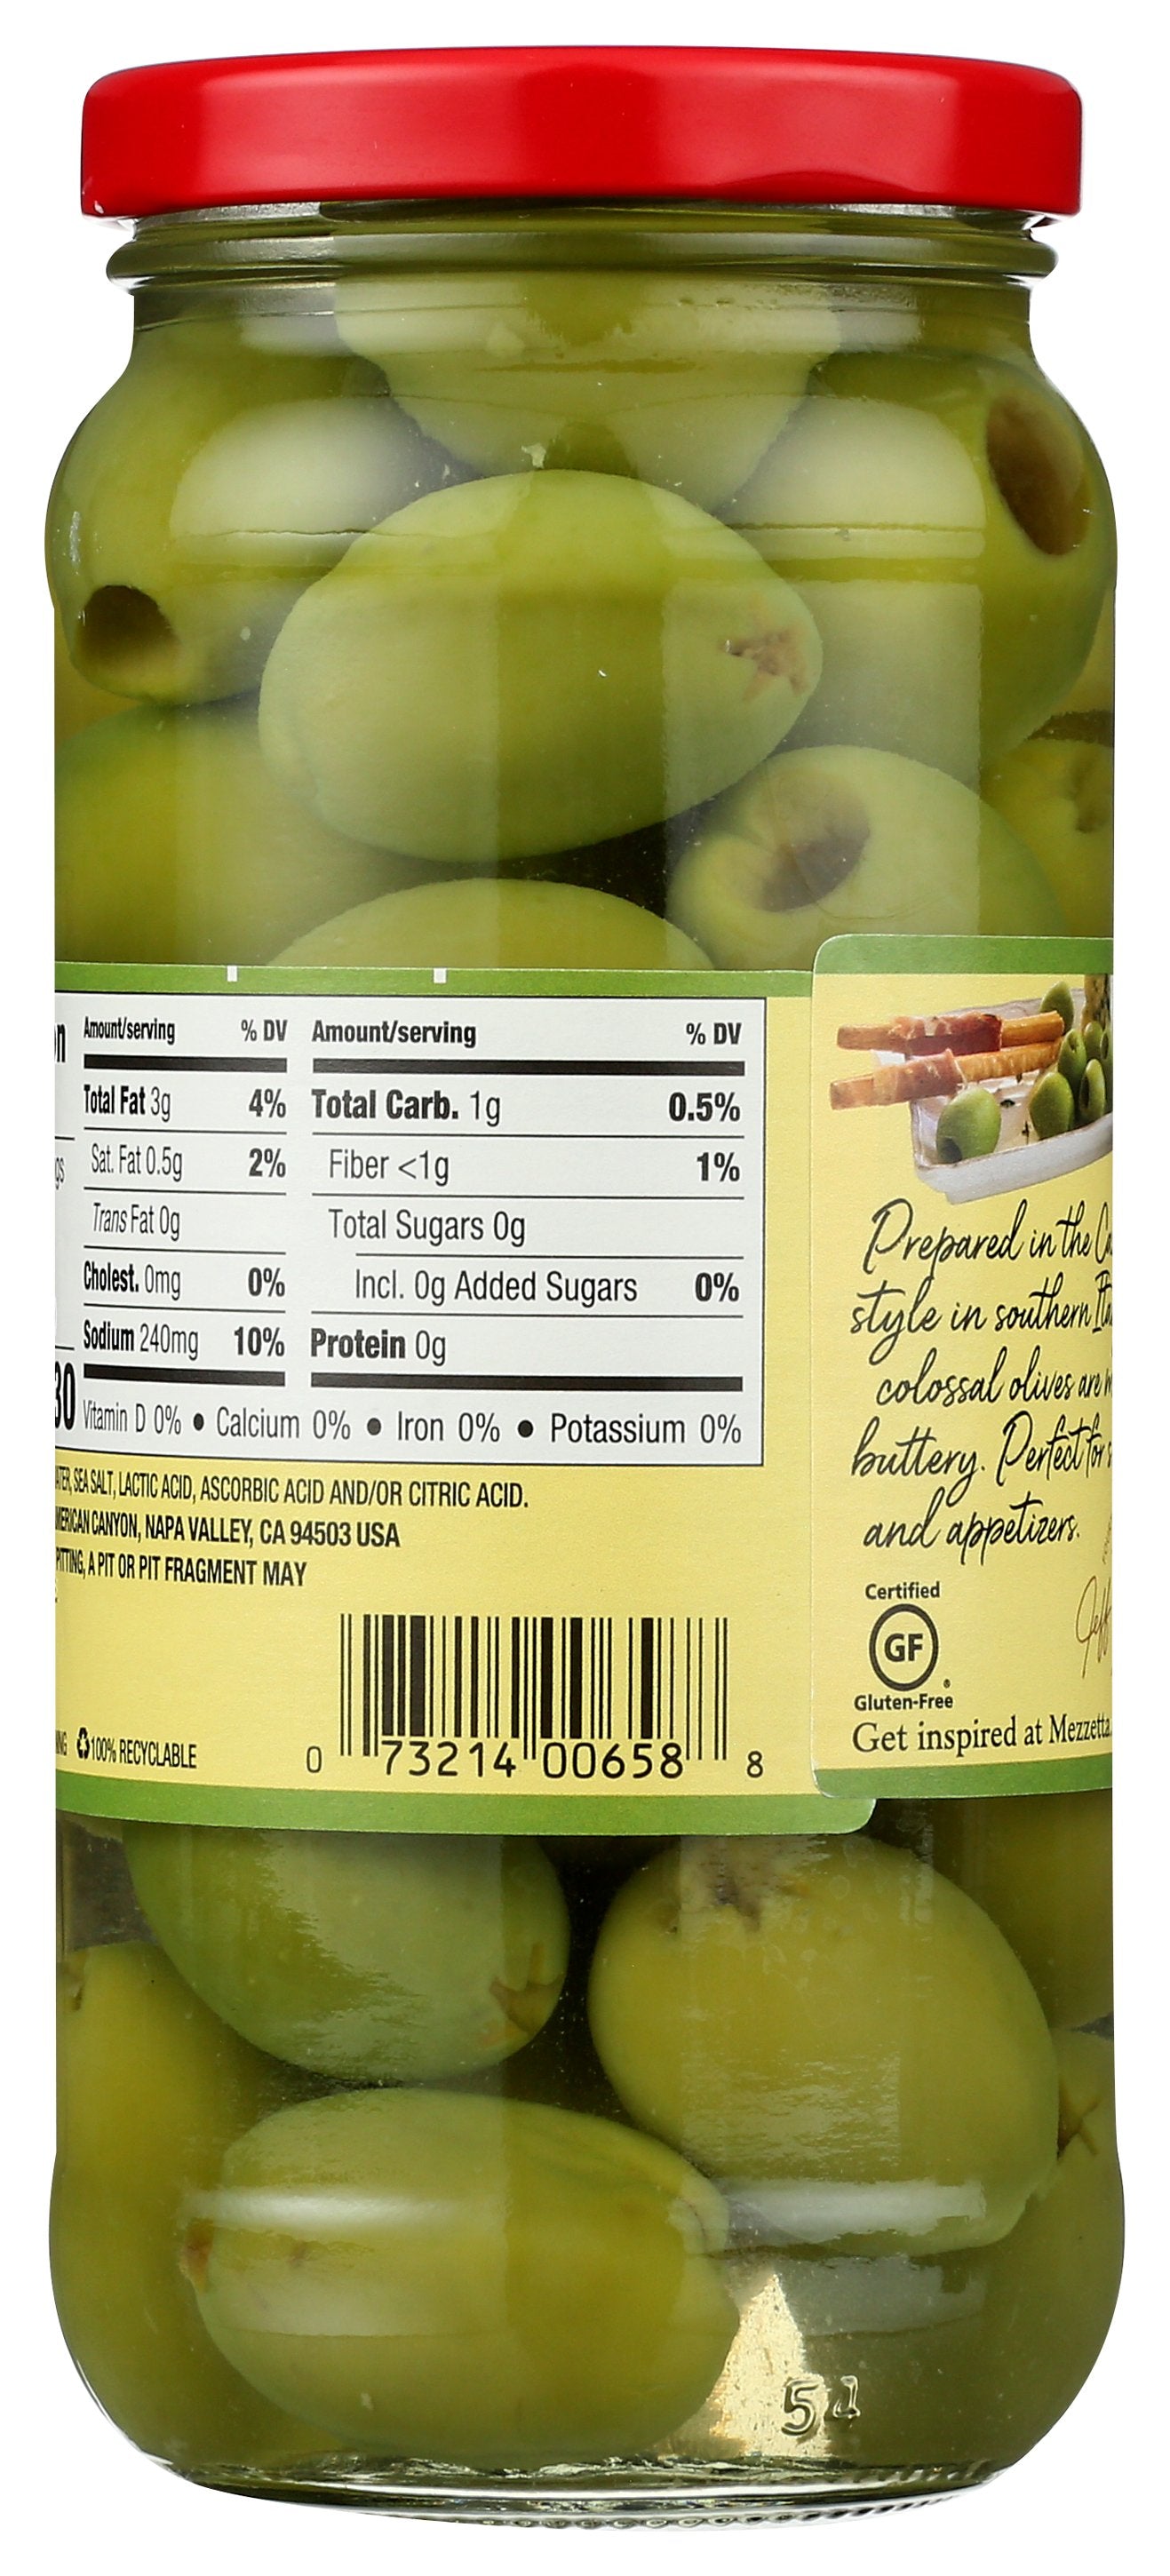 Amount/serving % DV Amount/serving % DV
Total Fat 3g 4% Total Carb. 1g 0.5%
Sat. Fat 0.5g 2% Fiber <1g 1%
Trans Fat 0g Total Sugars 0g
Incl. 0g Added Sugars 0%
Cholest. 0mg 0%
Sodium 240mg 10% Protein 0g
30 Vitamin D 0% • Calcium 0% • Iron 0% • Potassium 0%
SEA SALT, LACTIC ACID, ASCORBIC ACID AND/OR CITRIC ACID.
CANYON, NAPA VALLEY, CA 94503 USA
A PIT OR PIT FRAGMENT MAY
100% RECYCLABLE
0 73214 00658 8
Prepared in the
style in southern
colossal olives are
buttery. Perfect for
and appetizers.
Certified
GF
Gluten-Free
Get inspired at Mezzetta.
51